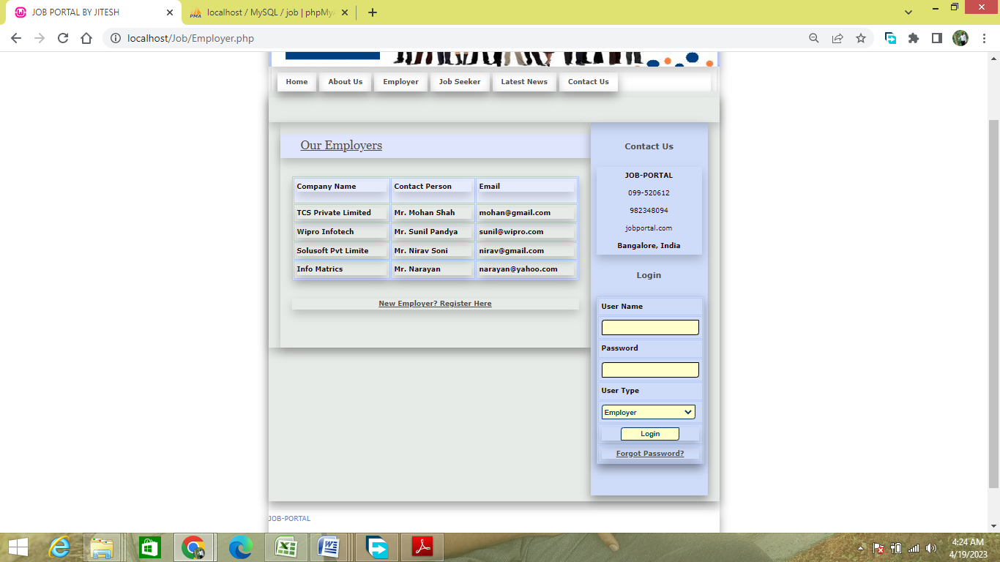 JOB PORTAL BY JITESH
localhost / MySQL / job | phpMyA
localhost/Job/Employer.php
Home About Us Employer Job Seeker Latest News Contact Us
Our Employers
Company Name Contact Person Email
TCS Private Limited Mr. Mohan Shah mohan@gmail.com
Wipro Infotech Mr. Sunil Pandya sunil@wipro.com
Solusoft Pvt Limite Mr. Nirav Soni nirav@gmail.com
Info Matrics Mr. Narayan narayan@yahoo.com
New Employer? Register Here
Contact Us
JOB-PORTAL
099-520612
982348094
jobportal.com
Bangalore, India
Login
User Name
Password
User Type
Employer
Login
Forgot Password?
JOB-PORTAL
4:24 AM
4/19/2023